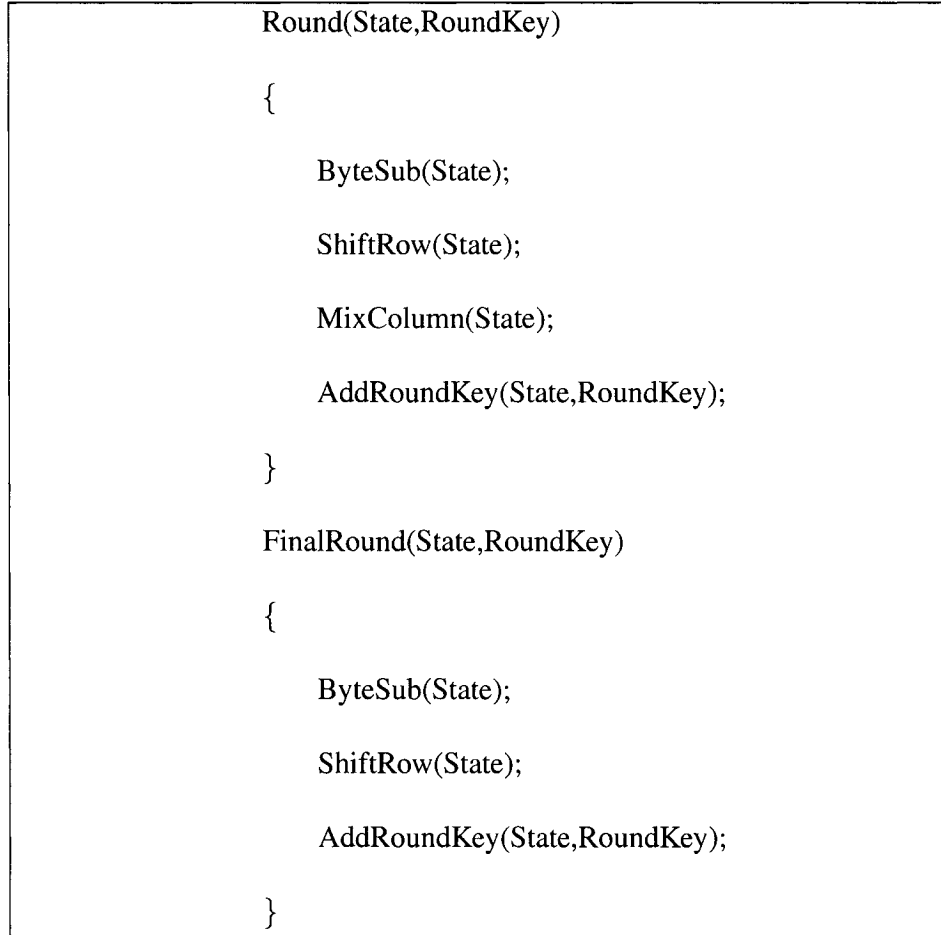 Round(State,RoundKey)
{
ByteSub(State);
ShiftRow(State);
MixColumn(State);
AddRoundKey(State,RoundKey);
}
FinalRound(State,RoundKey)
{
ByteSub(State);
ShiftRow(State);
AddRoundKey(State,RoundKey);
}